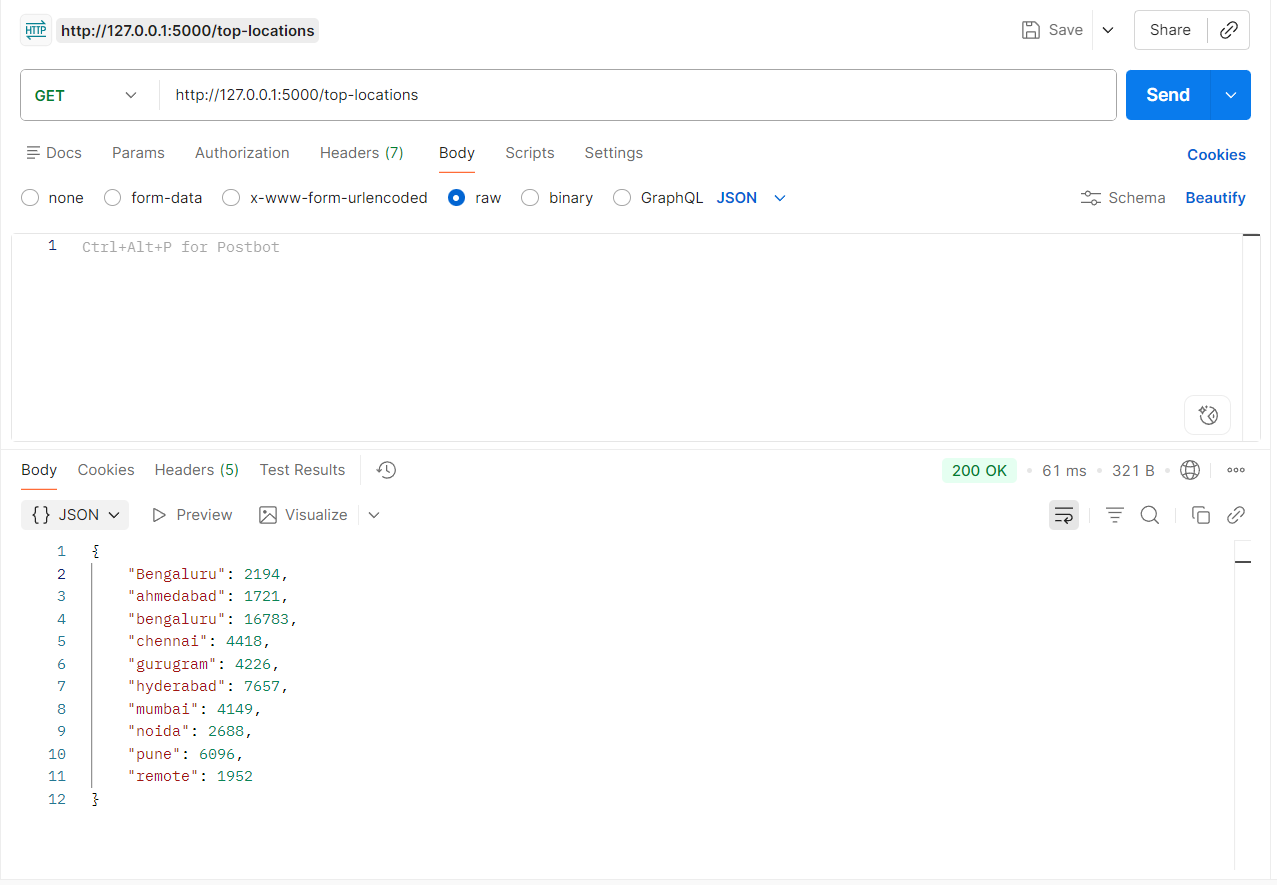 HTTP http://127.0.0.1:5000/top-locations Save Share
GET http://127.0.0.1:5000/top-locations Send
Docs Params Authorization Headers (7) Body Scripts Settings Cookies
none form-data x-www-form-urlencoded raw binary GraphQL JSON Schema Beautify
1 Ctrl+Alt+P for Postbot
Body Cookies Headers (5) Test Results 200 OK 61 ms 321 B
{} JSON Preview Visualize
1 {
2 "Bengaluru": 2194,
3 "ahmedabad": 1721,
4 "bengaluru": 16783,
5 "chennai": 4418,
6 "gurugram": 4226,
7 "hyderabad": 7657,
8 "mumbai": 4149,
9 "noida": 2688,
10 "pune": 6096,
11 "remote": 1952
12 }